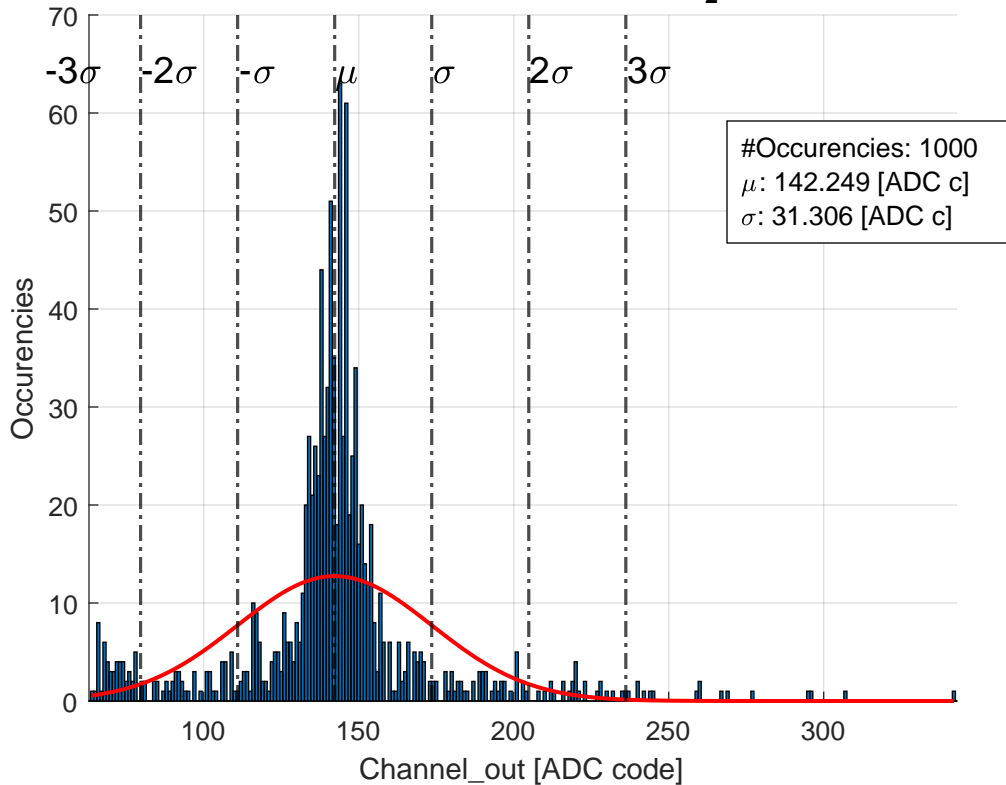 2
70
-3σ -2σ -σ μ σ 2σ 3σ
60
#Occurencies: 1000
μ: 142.249 [ADC c]
σ: 31.306 [ADC c]
50
40
30
20
10
0
Occurencies
100 150 200 250 300
Channel_out [ADC code]